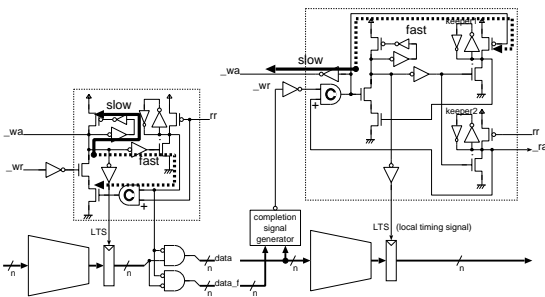 keeper1
fast
slow
_wa
_wr
C
+
slow
_wa
rr
_wr
fast
C
+
keeper2
rr
_ra
LTS
completion
signal
generator
LTS (local timing signal)
n
n
data
n
data_f
n
n
n
n